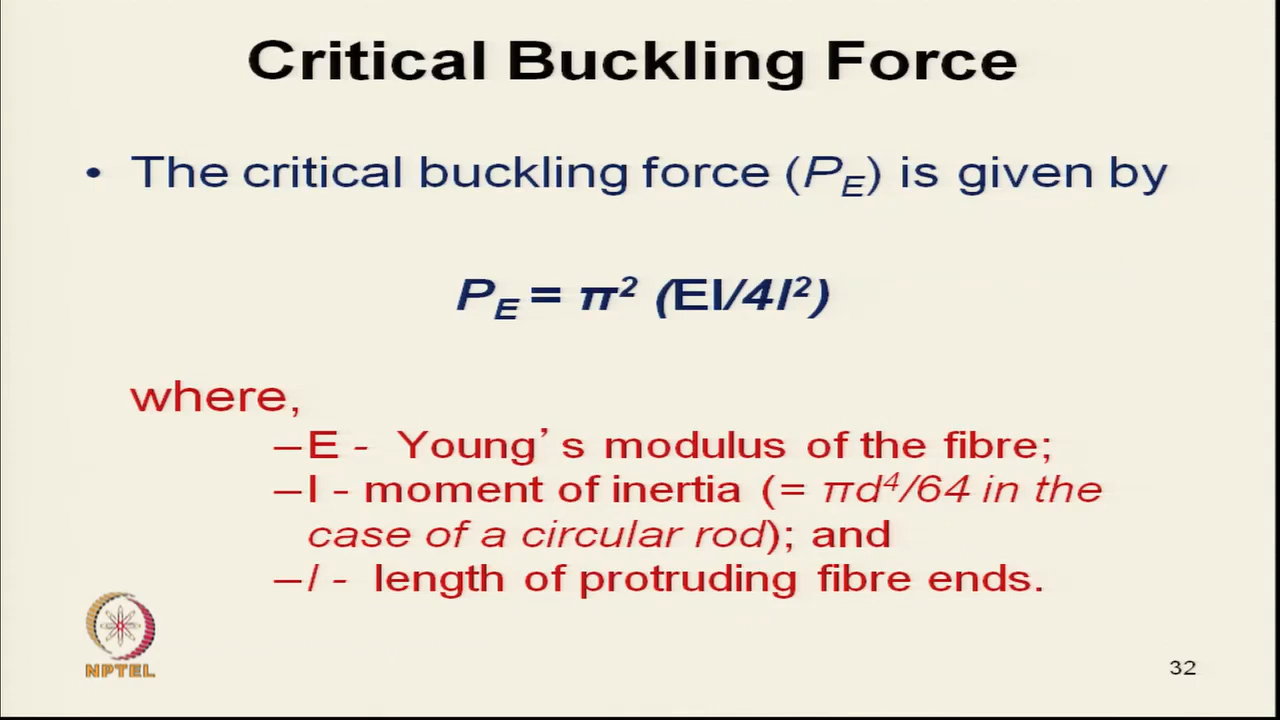 Critical Buckling Force
• The critical buckling force (P_E) is given by
P_E = π² (EI/4l²)
where,
–E - Young's modulus of the fibre;
–I - moment of inertia (= πd⁴/64 in the
case of a circular rod); and
–l - length of protruding fibre ends.
NPTEL
32